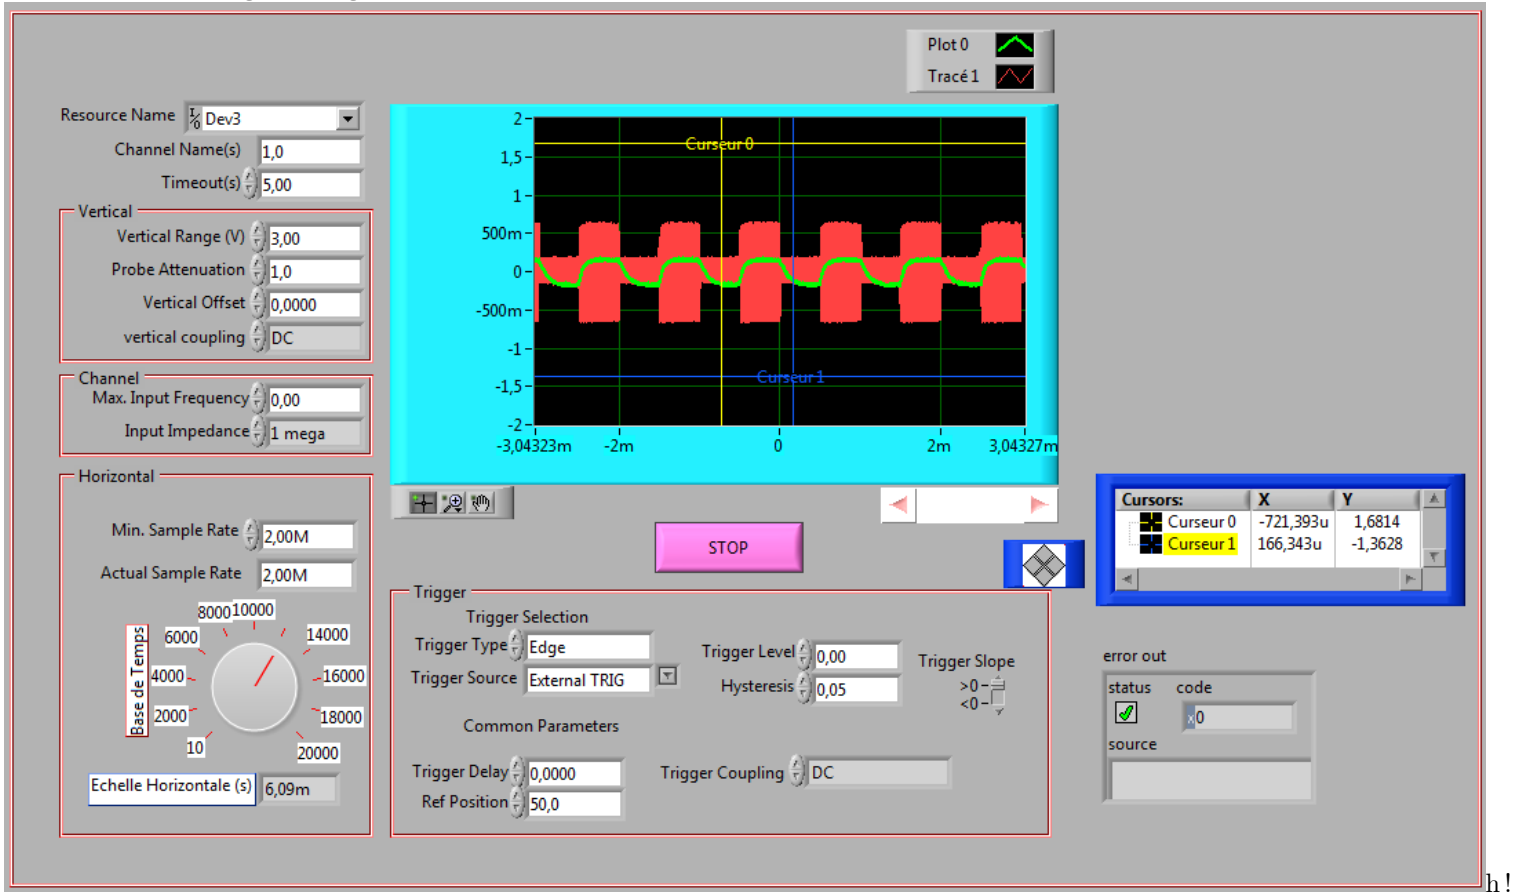 Plot 0
Tracé 1
Resource Name Dev3
Channel Name(s) 1,0
Timeout(s) 5,00
Vertical
Vertical Range (V) 3,00
Probe Attenuation 1,0
Vertical Offset 0,0000
vertical coupling DC
Channel
Max. Input Frequency 0,00
Input Impedance 1 mega
Horizontal
Min. Sample Rate 2,00M
Actual Sample Rate 2,00M
Base de Temps
10
2000
4000
6000
8000
10000
14000
16000
18000
20000
Echelle Horizontale (s) 6,09m
2
1,5
1
500m
0
-500m
-1
-1,5
-2
Curseur 0
Curseur 1
-3,04323m -2m 0 2m 3,04327m
STOP
Trigger
Trigger Selection
Trigger Type Edge
Trigger Source External TRIG
Trigger Level 0,00
Hysteresis 0,05
Trigger Slope
>0
<0
Common Parameters
Trigger Delay 0,0000
Ref Position 50,0
Trigger Coupling DC
Cursors: X Y
Curseur 0 -721,393u 1,6814
Curseur 1 166,343u -1,3628
error out
status code
x0
source
h!